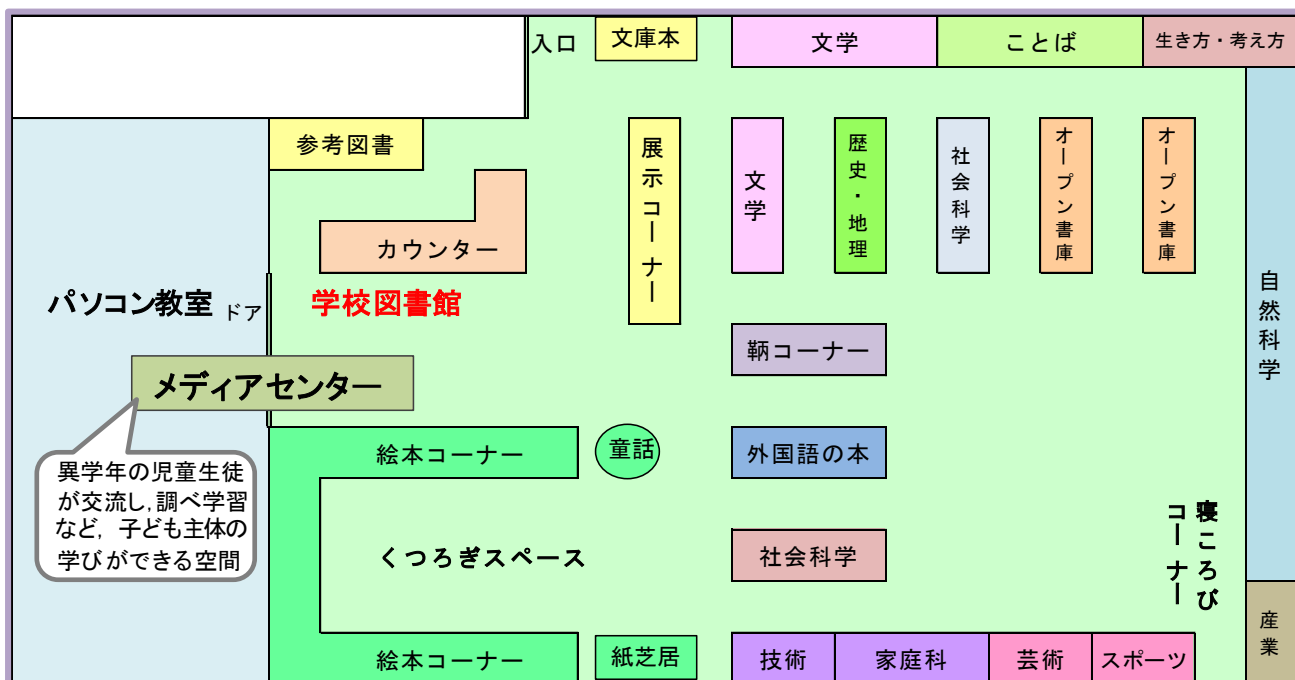 入口
文庫本
文学
ことば
生き方・考え方
参考図書
カウンター
展示コーナー
文学
歴史・地理
社会科学
オープン書庫
オープン書庫
自然科学
パソコン教室
ドア
学校図書館
鞆コーナー
メディアセンター
異学年の児童生徒
が交流し,調べ学習
など，子ども主体の
学びができる空間
絵本コーナー
童話
外国語の本
くつろぎスペース
社会科学
寝ころび
コーナー
絵本コーナー
紙芝居
技術
家庭科
芸術
スポーツ
産業